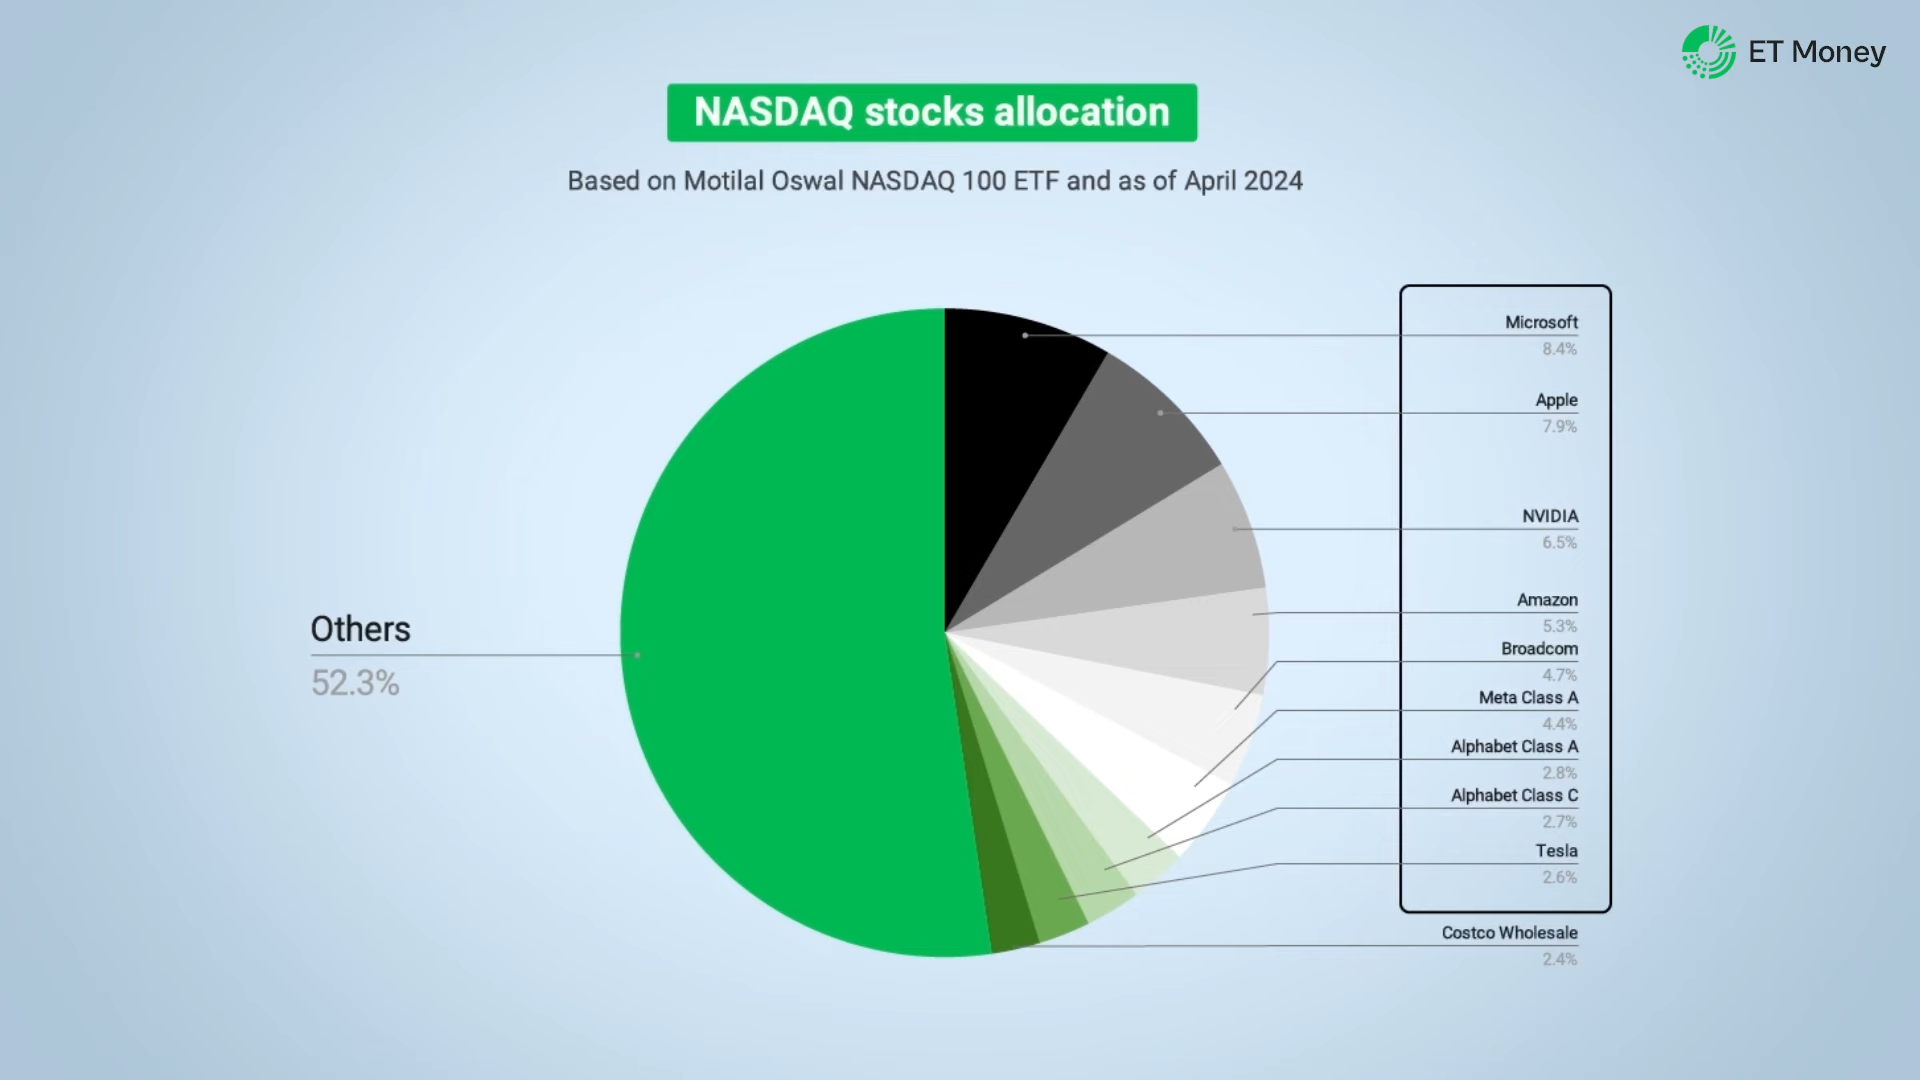 ET Money
NASDAQ stocks allocation
Based on Motilal Oswal NASDAQ 100 ETF and as of April 2024
Microsoft
8.4%
Apple
7.9%
NVIDIA
6.5%
Amazon
5.3%
Broadcom
4.7%
Meta Class A
4.4%
Alphabet Class A
2.8%
Alphabet Class C
2.7%
Tesla
2.6%
Costco Wholesale
2.4%
Others
52.3%